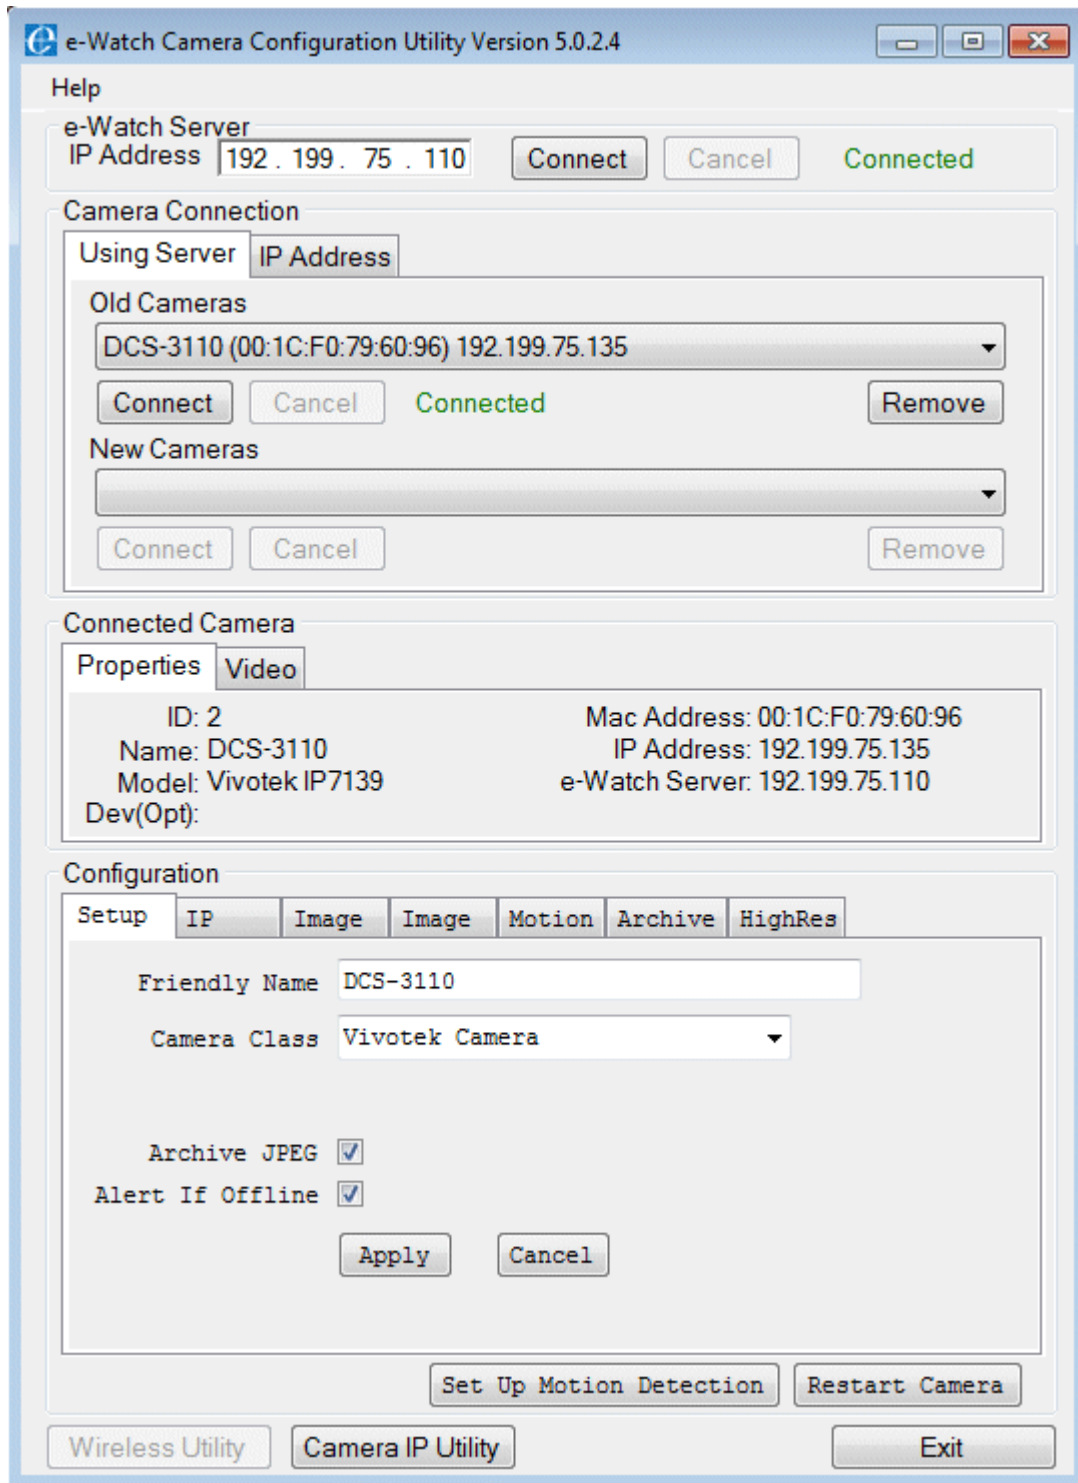 e-Watch Camera Configuration Utility Version 5.0.2.4
Help
e-Watch Server
IP Address 192 . 199 . 75 . 110 Connect Cancel Connected
Camera Connection
Using Server IP Address
Old Cameras
DCS-3110 (00:1C:F0:79:60:96) 192.199.75.135
Connect Cancel Connected Remove
New Cameras
Connect Cancel Remove
Connected Camera
Properties Video
ID: 2 Mac Address: 00:1C:F0:79:60:96
Name: DCS-3110 IP Address: 192.199.75.135
Model: Vivotek IP7139 e-Watch Server: 192.199.75.110
Dev(Opt):
Configuration
Setup IP Image Image Motion Archive HighRes
Friendly Name DCS-3110
Camera Class Vivotek Camera
Archive JPEG
Alert If Offline
Apply Cancel
Set Up Motion Detection Restart Camera
Wireless Utility Camera IP Utility Exit